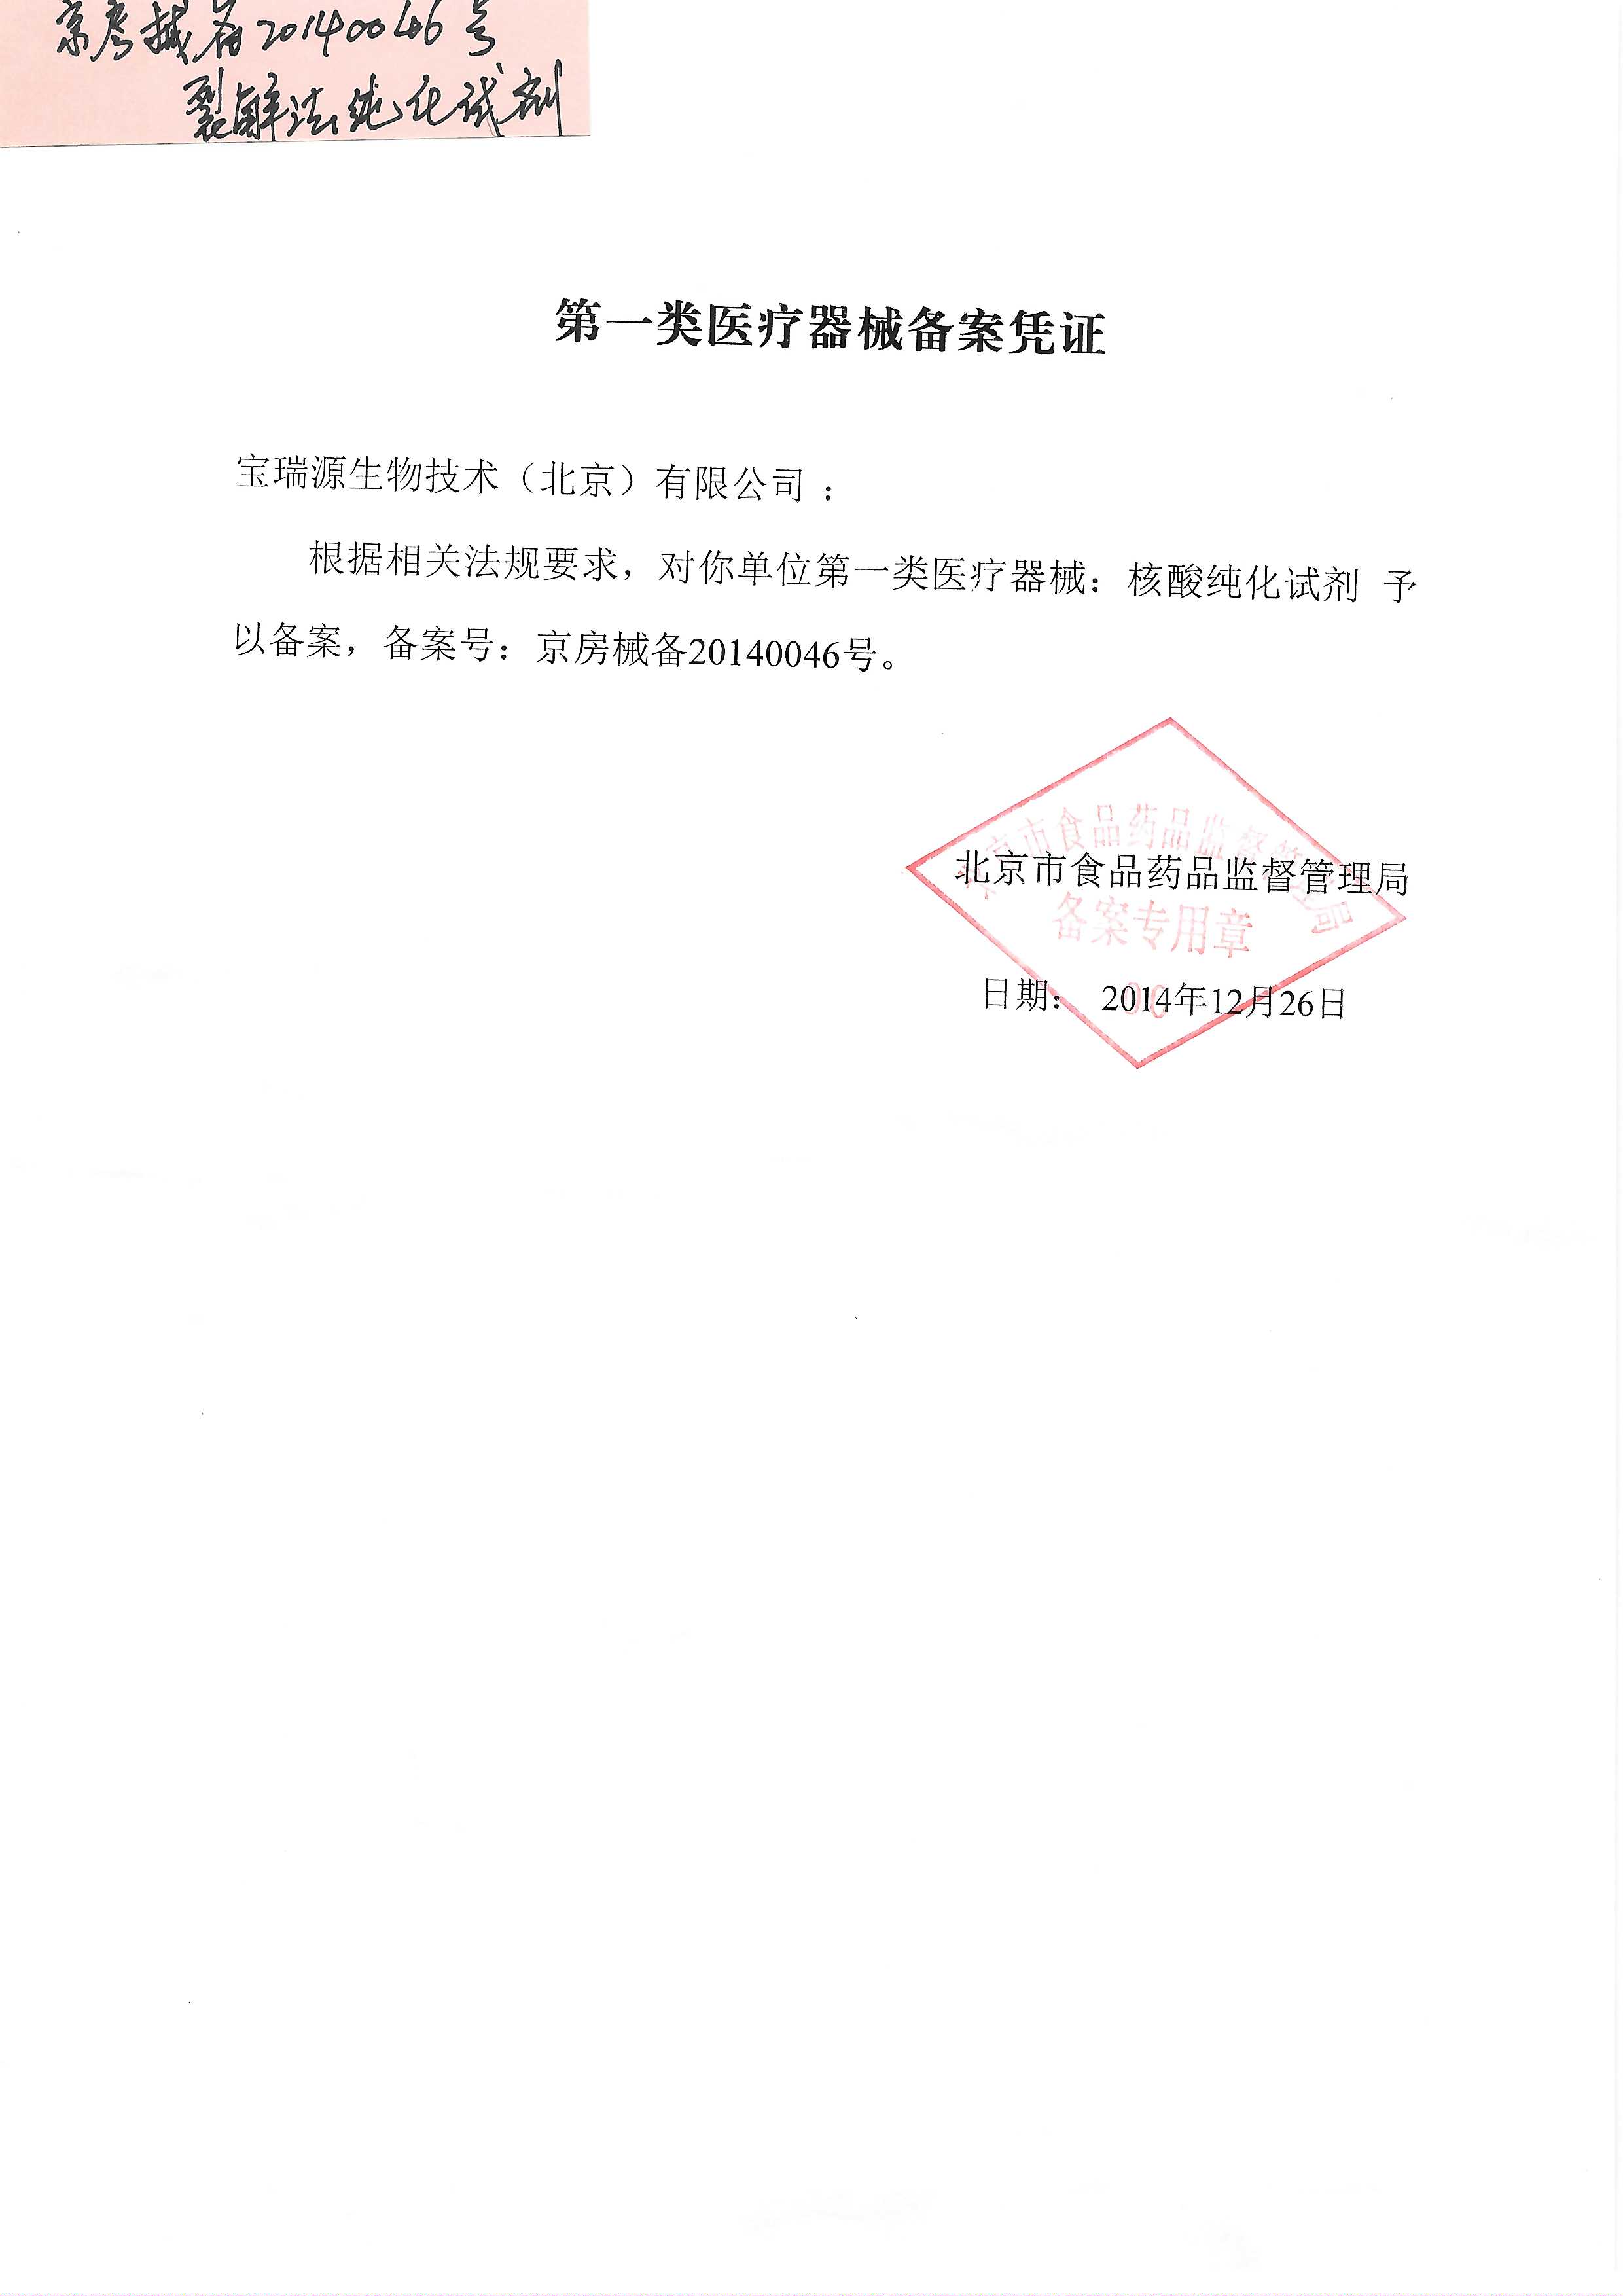 京房械备20140046号
裂解法纯化试剂
第一类医疗器械备案凭证
宝瑞源生物技术（北京）有限公司：
根据相关法规要求，对你单位第一类医疗器械：核酸纯化试剂 予
以备案，备案号：京房械备20140046号。
北京市食品药品监督管理局
北京市食品药品监督管理局
备案专用章
日期： 2014年12月26日